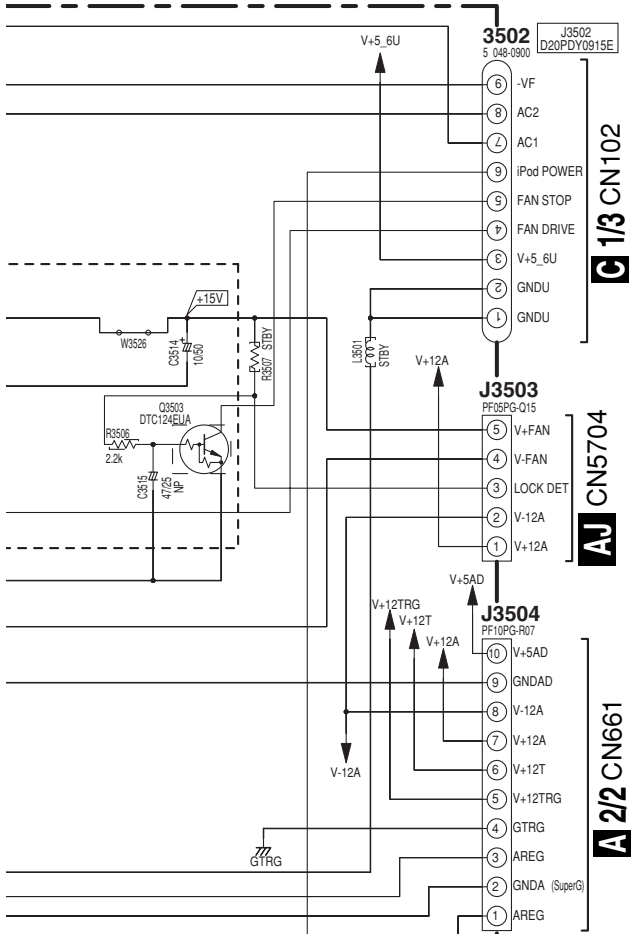 3502
5 048-0900
J3502
D20PDY0915E
V+5_6U
9 -VF
8 AC2
7 AC1
6 iPod POWER
5 FAN STOP
4 FAN DRIVE
3 V+5_6U
2 GNDU
1 GNDU
C 1/3 CN102
+15V
W3526
C3514
10/50
+
R3507 STBY
L3501
STBY
V+12A
Q3503
DTC124EUA
R3506
2.2k
C3515
47/25
NP
J3503
PF05PG-Q15
5 V+FAN
4 V-FAN
3 LOCK DET
2 V-12A
1 V+12A
AJ CN5704
V+5AD
V+12TRG
V+12T
V+12A
J3504
PF10PG-R07
10 V+5AD
9 GNDAD
8 V-12A
7 V+12A
6 V+12T
5 V+12TRG
4 GTRG
3 AREG
2 GNDA (SuperG)
1 AREG
V-12A
GTRG
A 2/2 CN661